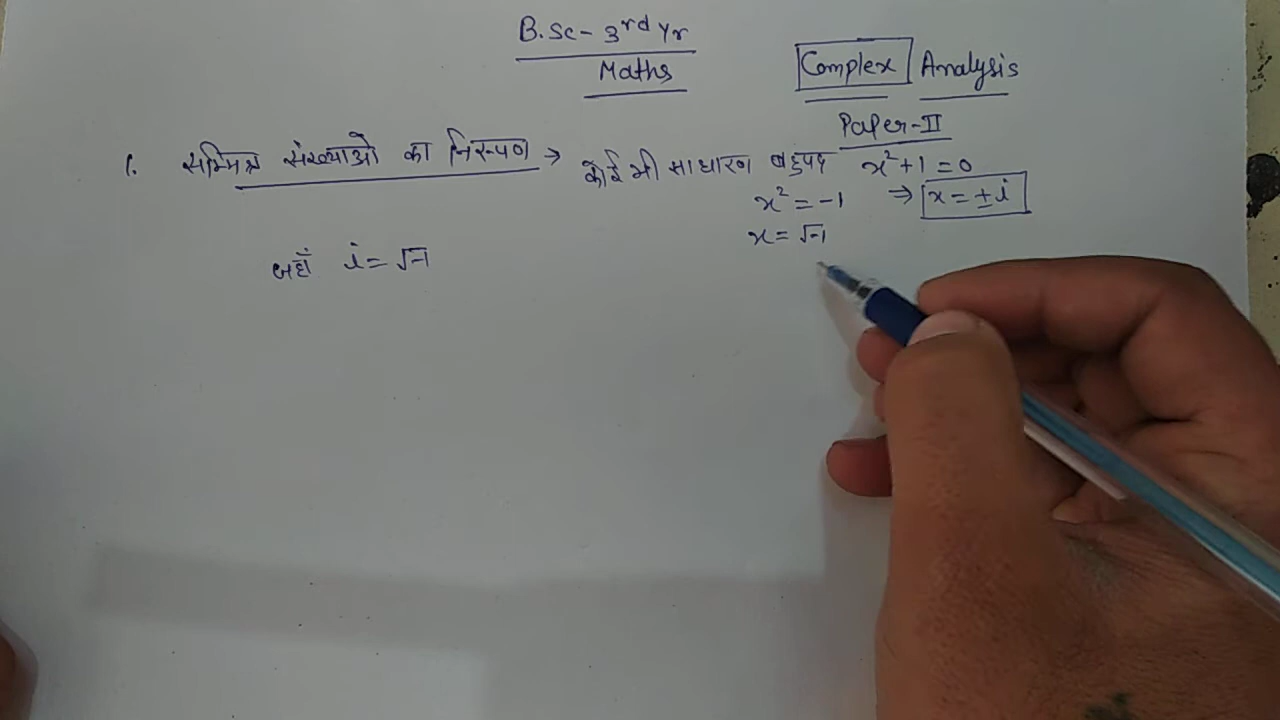 B.Sc - 3rd Yr
Maths
Complex Analysis
Paper-II
1. सम्मिश्र संख्याओ का निरूपण → कोई भी साधारण बहुपद x² + 1 = 0
x² = -1 ⇒ x = ± i
x = √-1
जहाँ i = √-1